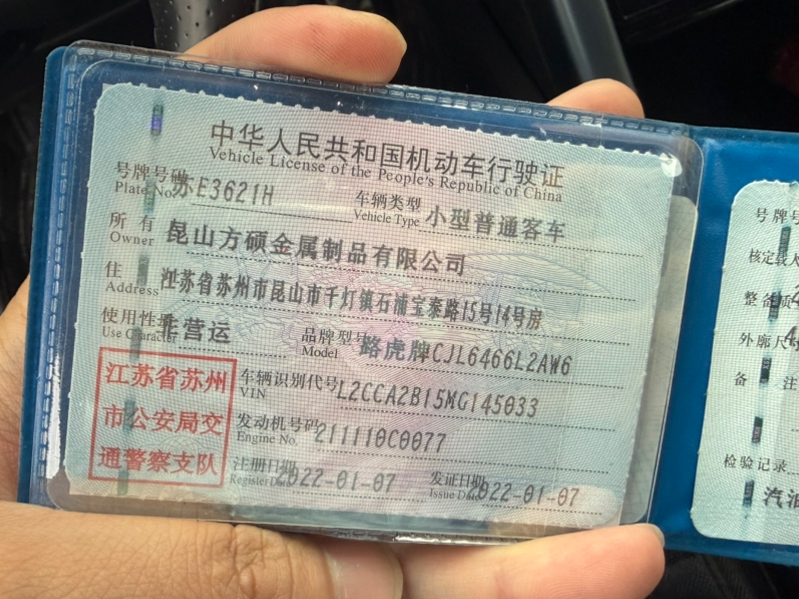 中华人民共和国机动车行驶证
Vehicle License of the People's Republic of China
号牌号码 苏E3621H 车辆类型 小型普通客车
Plate No. Vehicle Type
所有 昆山方硕金属制品有限公司
Owner
住 江苏省苏州市昆山市千灯镇石浦宝泰路15号14号房
Address
使用性质 非营运 品牌型号 路虎牌CJL6466L2AW6
Use Character Model
江苏省苏州
市公安局交
通警察支队
车辆识别代号 L2CCA2B15MG145033
VIN
发动机号码 211110C0077
Engine No.
注册日期 2022-01-07 发证日期 2022-01-07
Register Date Issue Date
号牌号
核定载人
整备质
外廓尺
备 注
检验记录
汽油